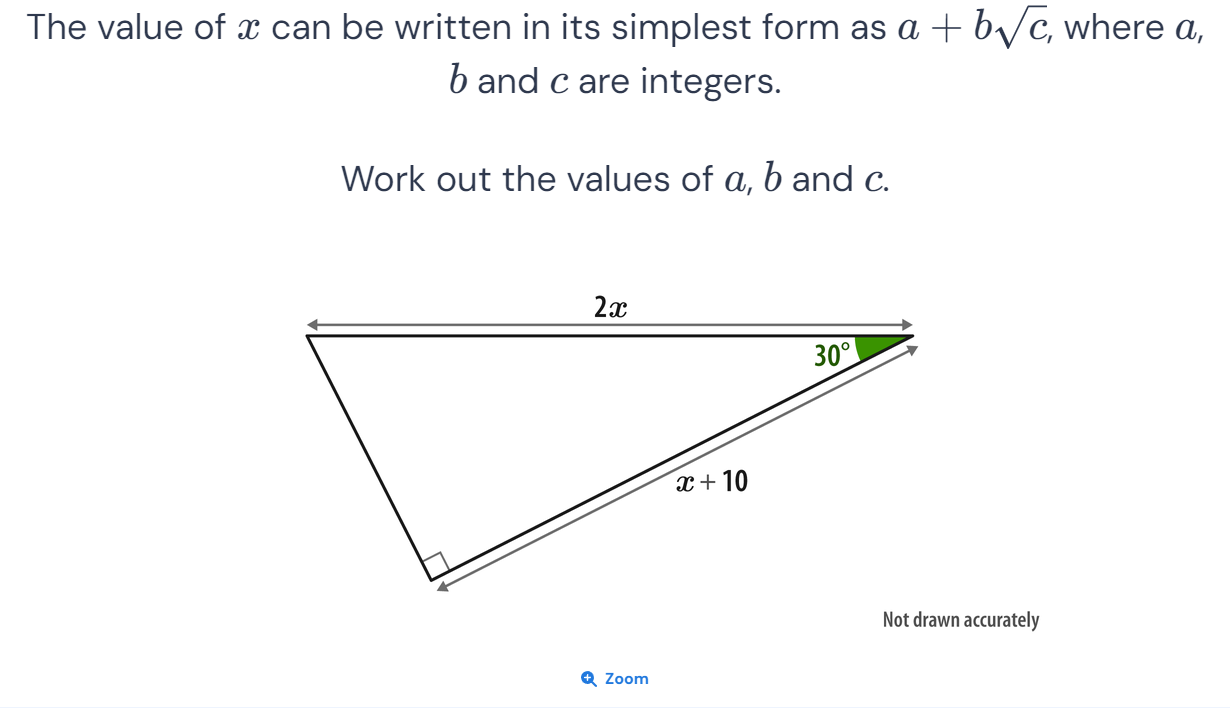 The value of x can be written in its simplest form as a + b√c, where a,
b and c are integers.
Work out the values of a, b and c.
2x
30°
x + 10
Not drawn accurately
Zoom